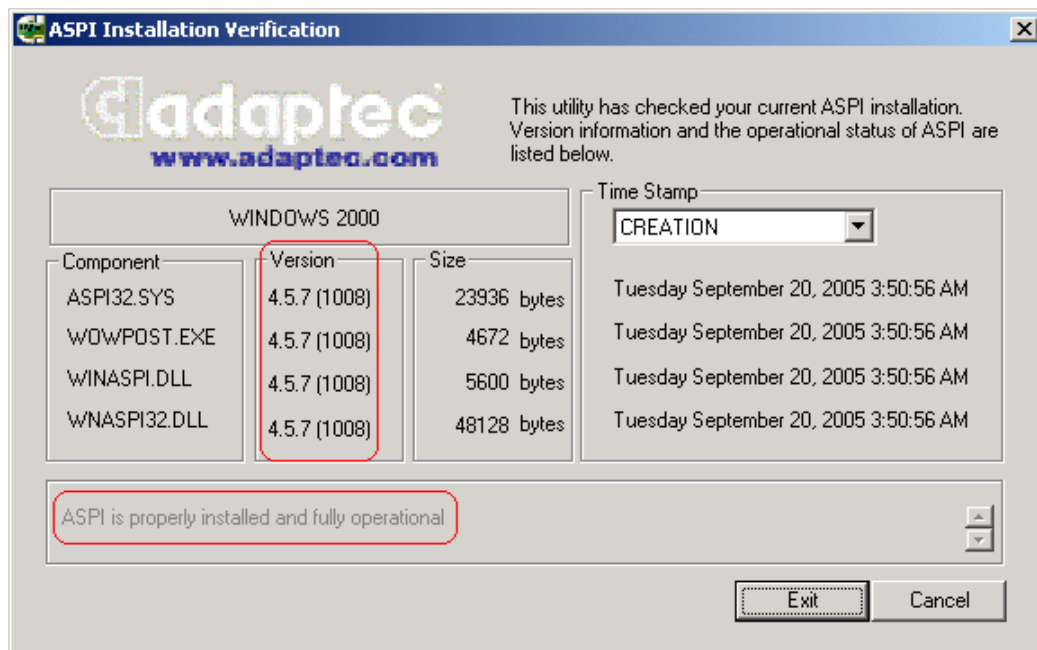 ASPI Installation Verification
adaptec
www.adaptec.com
This utility has checked your current ASPI installation.
Version information and the operational status of ASPI are
listed below.
WINDOWS 2000
Time Stamp
CREATION
Component
Version
Size
ASPI32.SYS 4.5.7 (1008) 23936 bytes Tuesday September 20, 2005 3:50:56 AM
WOWPOST.EXE 4.5.7 (1008) 4672 bytes Tuesday September 20, 2005 3:50:56 AM
WINASPI.DLL 4.5.7 (1008) 5600 bytes Tuesday September 20, 2005 3:50:56 AM
WNASPI32.DLL 4.5.7 (1008) 48128 bytes Tuesday September 20, 2005 3:50:56 AM
ASPI is properly installed and fully operational
Exit
Cancel